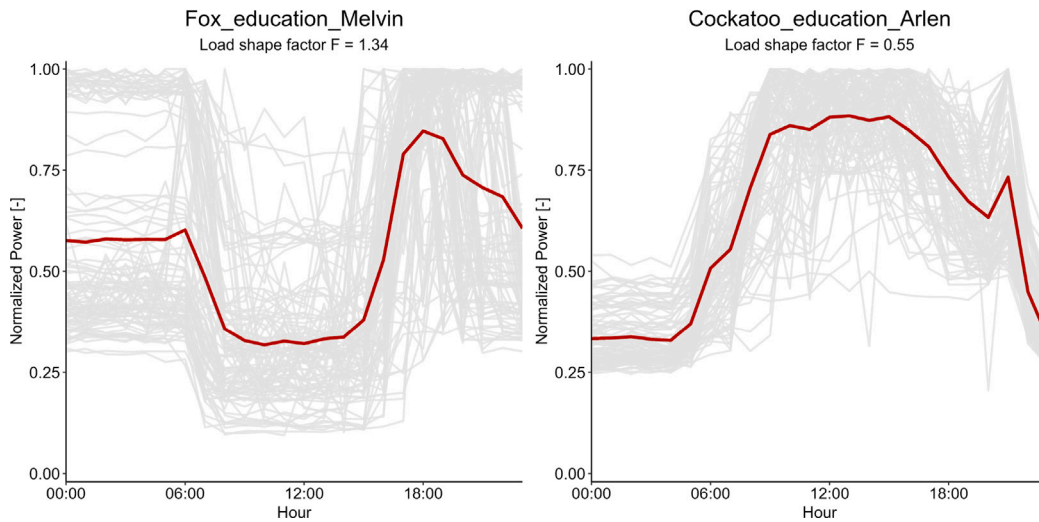 Fox_education_Melvin
Load shape factor F = 1.34
1.00
0.75
0.50
0.25
0.00
Normalized Power [-]
00:00 06:00 12:00 18:00
Hour
Cockatoo_education_Arlen
Load shape factor F = 0.55
1.00
0.75
0.50
0.25
0.00
Normalized Power [-]
00:00 06:00 12:00 18:00
Hour